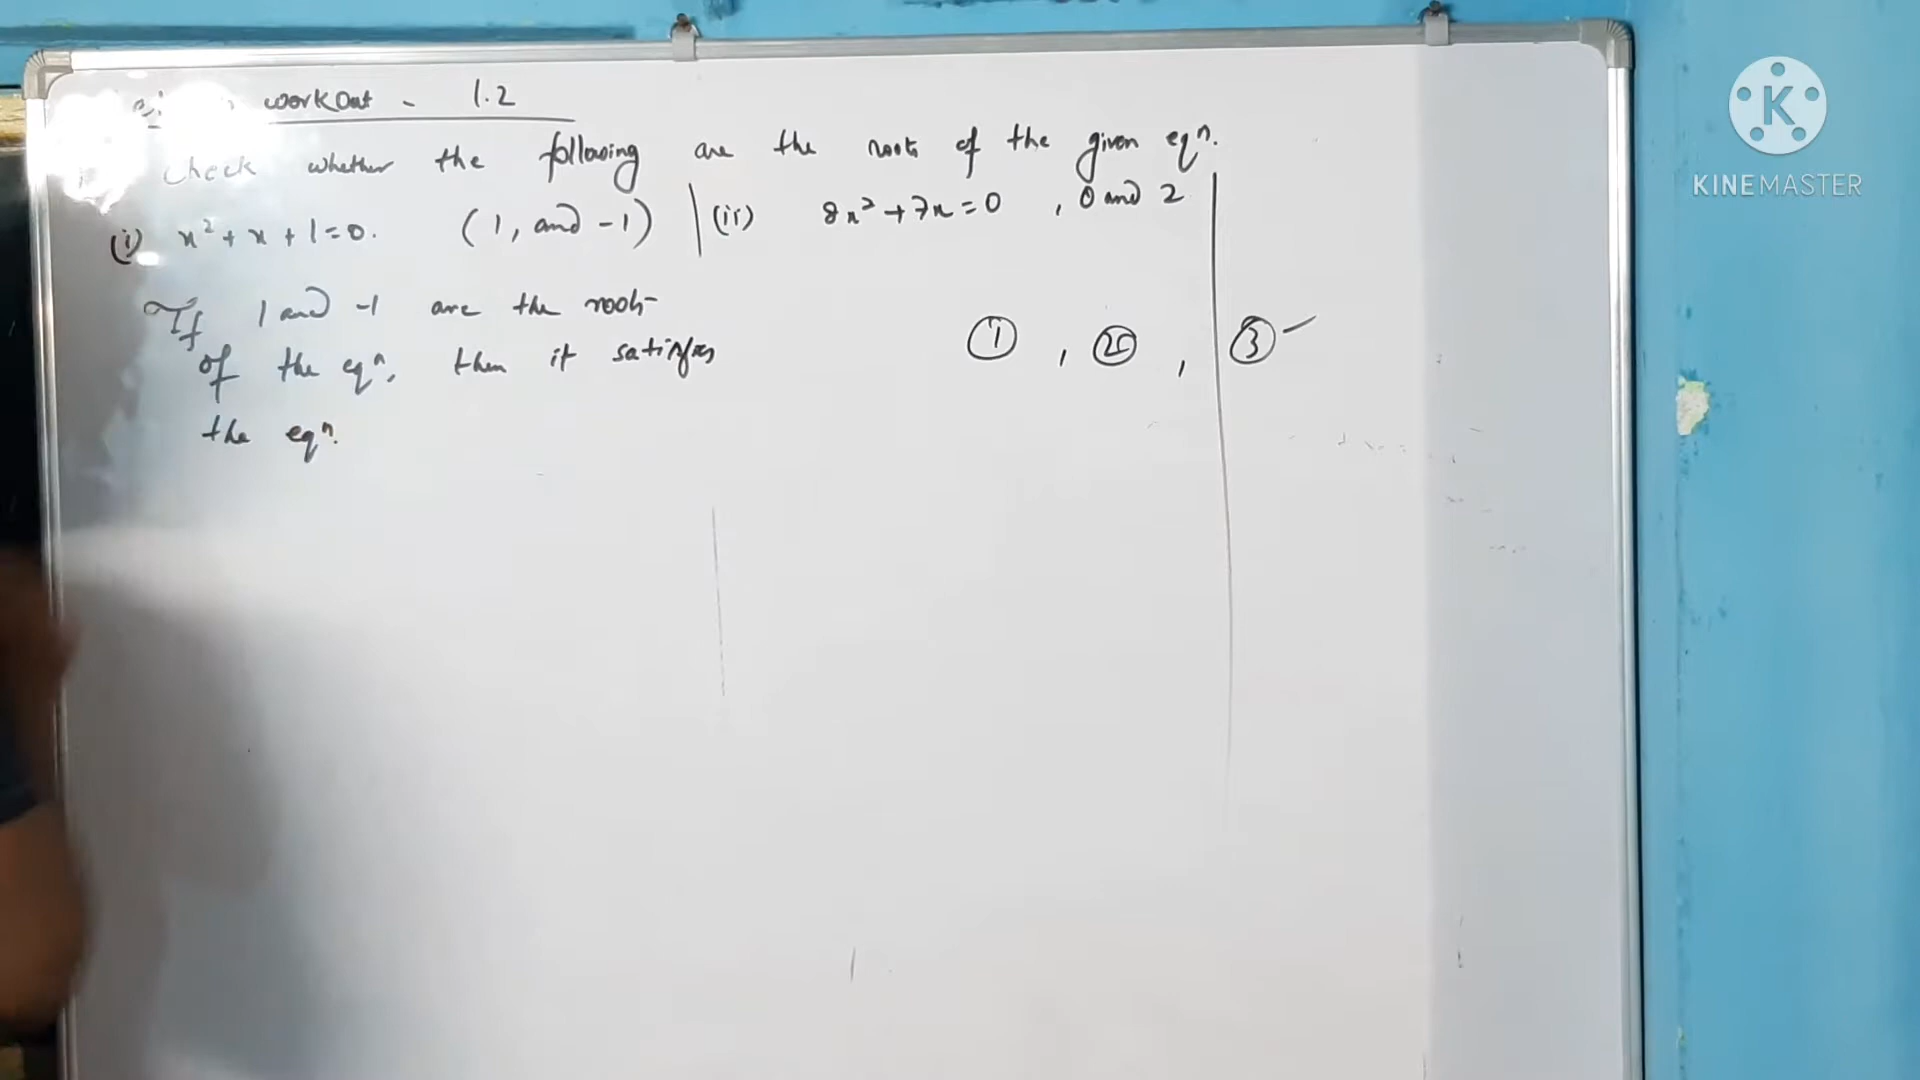 workout - 1.2
check whether the following are the roots of the given eqⁿ.
(i) x² + x + 1 = 0. (1, and -1) (ii) 8x² + 7x = 0 , 0 and 2
If 1 and -1 are the roots
of the eqⁿ, then it satisfies
the eqⁿ.
1 , , 3
KINEMASTER